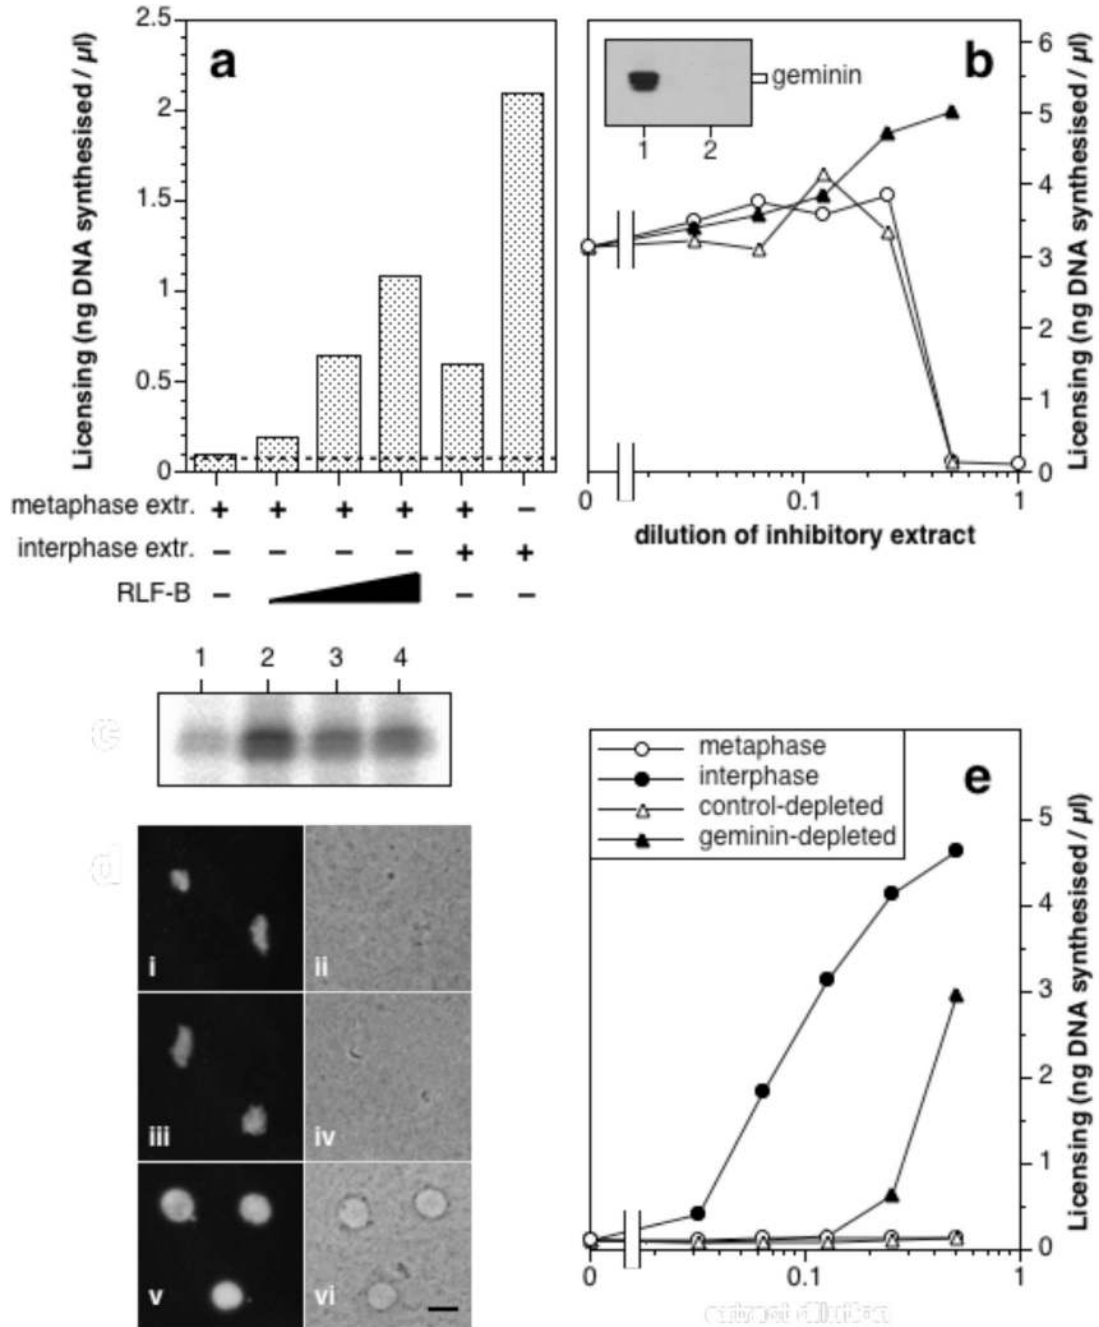 a
Licensing (ng DNA synthesised / µl)
2.5
2
1.5
1
0.5
0
metaphase extr. + + + + + −
interphase extr. − − − − + +
RLF-B − − −
b
geminin
1 2
Licensing (ng DNA synthesised / µl)
6
5
4
3
2
1
0
0 0.1 1
dilution of inhibitory extract
c
1 2 3 4
d
i ii
iii iv
v vi
e
metaphase
interphase
control-depleted
geminin-depleted
Licensing (ng DNA synthesised / µl)
5
4
3
2
1
0
0 0.1 1
extract dilution